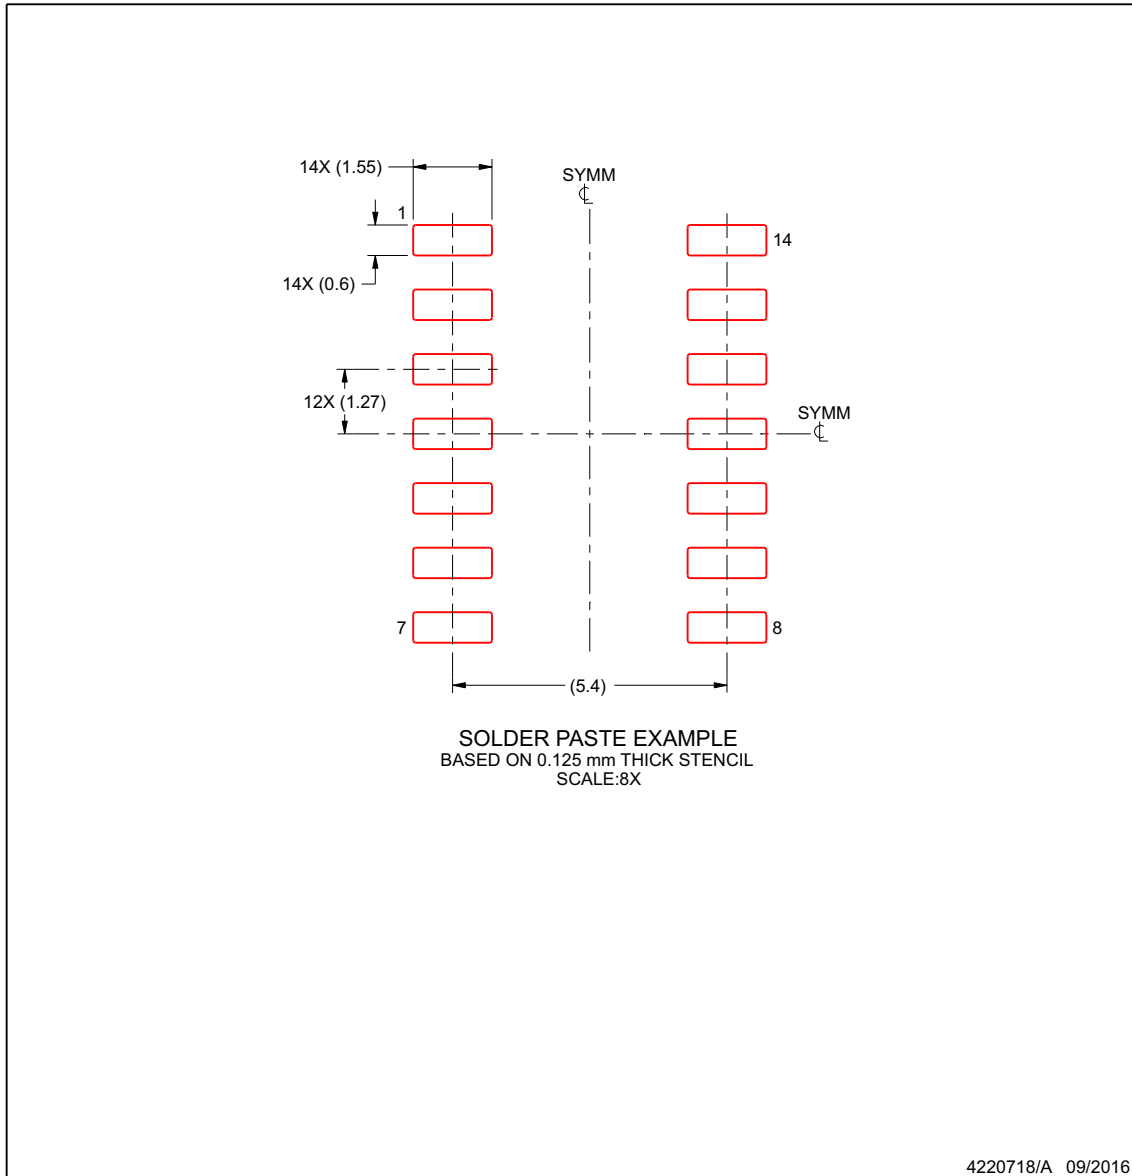 14X (1.55)
SYMM
1
14
14X (0.6)
12X (1.27)
SYMM
7
8
(5.4)
SOLDER PASTE EXAMPLE
BASED ON 0.125 mm THICK STENCIL
SCALE:8X
4220718/A 09/2016